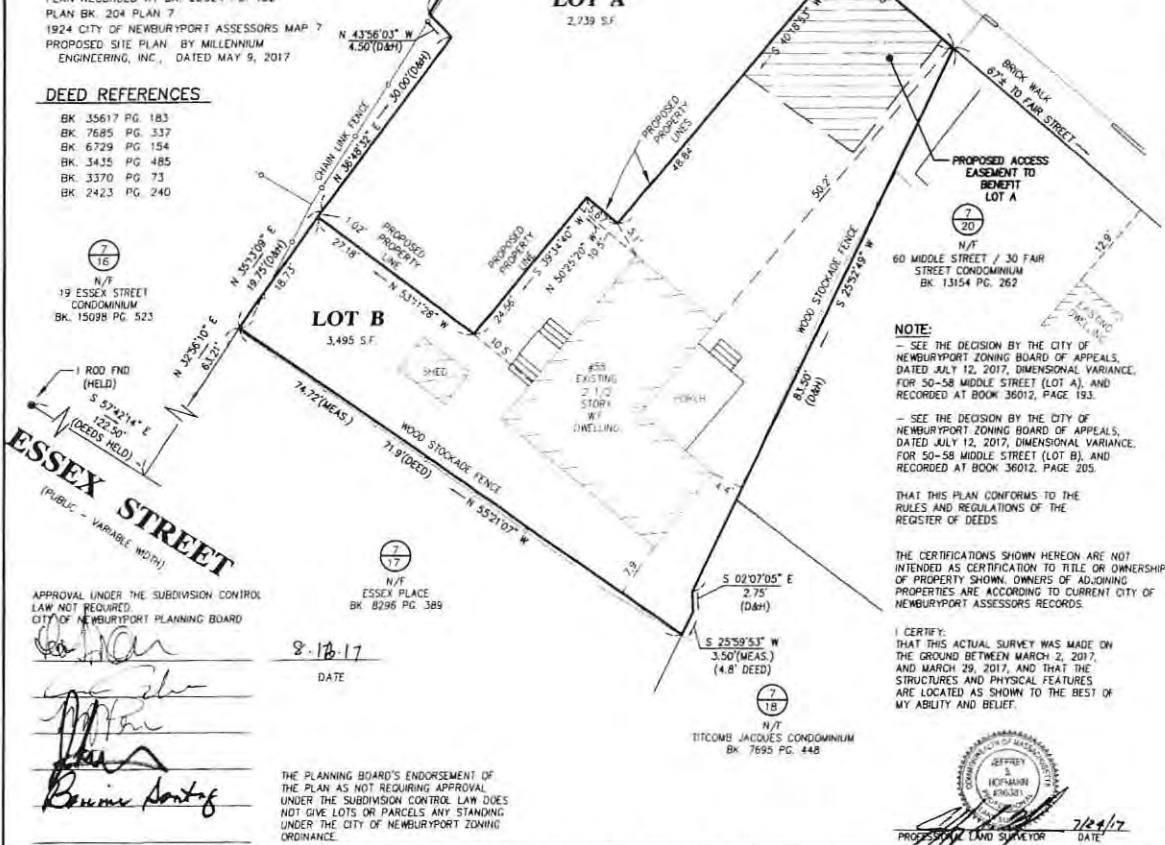 PLAN BK. 204 PLAN 7
1924 CITY OF NEWBURYPORT ASSESSORS MAP 7
PROPOSED SITE PLAN BY MILLENNIUM
ENGINEERING, INC., DATED MAY 9, 2017
DEED REFERENCES
BK. 35617 PG. 183
BK. 7685 PG. 337
BK. 6729 PG. 154
BK. 3435 PG. 485
BK. 3370 PG. 73
BK. 2423 PG. 240
N 43°56'03" W
4.50'(D&H)
LOT A
2,739 S.F.
S 40°18'53" W
CHAIN LINK FENCE
N 36°48'32" E
30.00'(D&H)
BRICK WALK
67'± TO FAIR STREET
PROPOSED
PROPERTY
LINES
48.84'
PROPOSED ACCESS
EASEMENT TO
BENEFIT
LOT A
7
20
N/F
60 MIDDLE STREET / 30 FAIR
STREET CONDOMINIUM
BK. 13154 PG. 262
12.9'
EXISTING
DWELLING
7
16
N/F
19 ESSEX STREET
CONDOMINIUM
BK. 15098 PG. 523
N 35°13'09" E
19.75'(D&H)
18.73'
1.02'
27.18'
PROPOSED
PROPERTY
LINE
N 53°11'28" W
PROPOSED
PROPERTY
LINE
S 39°34'40" W
24.56'
N 50°25'20" W
10.5'
5.1'
50.2'
WOOD STOCKADE FENCE
S 25°52'49" W
83.50'
(D&H)
LOT B
3,495 S.F.
SHED
10.5'
#55
EXISTING
2 1/2
STORY
W.F.
DWELLING
PORCH
4.4'
7.9'
N 32°56'10" E
63.21'
I ROD FND
(HELD)
S 57°42'14" E
122.50'
(DEEDS HELD)
ESSEX STREET
(PUBLIC - VARIABLE WIDTH)
74.72'(MEAS.)
71.9'(DEED)
WOOD STOCKADE FENCE
N 55°21'07" W
7
17
N/F
ESSEX PLACE
BK 8296 PG. 389
S 02°07'05" E
2.75'
(D&H)
S 25°59'53" W
3.50'(MEAS.)
(4.8' DEED)
7
18
N/F
TITCOMB JACQUES CONDOMINIUM
BK 7695 PG. 448
NOTE:
- SEE THE DECISION BY THE CITY OF
NEWBURYPORT ZONING BOARD OF APPEALS,
DATED JULY 12, 2017, DIMENSIONAL VARIANCE,
FOR 50-58 MIDDLE STREET (LOT A), AND
RECORDED AT BOOK 36012, PAGE 193.
- SEE THE DECISION BY THE CITY OF
NEWBURYPORT ZONING BOARD OF APPEALS,
DATED JULY 12, 2017, DIMENSIONAL VARIANCE,
FOR 50-58 MIDDLE STREET (LOT B), AND
RECORDED AT BOOK 36012, PAGE 205.
THAT THIS PLAN CONFORMS TO THE
RULES AND REGULATIONS OF THE
REGISTER OF DEEDS
THE CERTIFICATIONS SHOWN HEREON ARE NOT
INTENDED AS CERTIFICATION TO TITLE OR OWNERSHIP
OF PROPERTY SHOWN. OWNERS OF ADJOINING
PROPERTIES ARE ACCORDING TO CURRENT CITY OF
NEWBURYPORT ASSESSORS RECORDS.
I CERTIFY:
THAT THIS ACTUAL SURVEY WAS MADE ON
THE GROUND BETWEEN MARCH 2, 2017,
AND MARCH 29, 2017, AND THAT THE
STRUCTURES AND PHYSICAL FEATURES
ARE LOCATED AS SHOWN TO THE BEST OF
MY ABILITY AND BELIEF.
APPROVAL UNDER THE SUBDIVISION CONTROL
LAW NOT REQUIRED.
CITY OF NEWBURYPORT PLANNING BOARD
DATE
THE PLANNING BOARD'S ENDORSEMENT OF
THE PLAN AS NOT REQUIRING APPROVAL
UNDER THE SUBDIVISION CONTROL LAW DOES
NOT GIVE LOTS OR PARCELS ANY STANDING
UNDER THE CITY OF NEWBURYPORT ZONING
ORDINANCE.
COMMONWEALTH OF MASSACHUSETTS
JEFFREY
S.
HOFMANN
PROFESSIONAL
7/24/17
PROFESSIONAL LAND SURVEYOR DATE